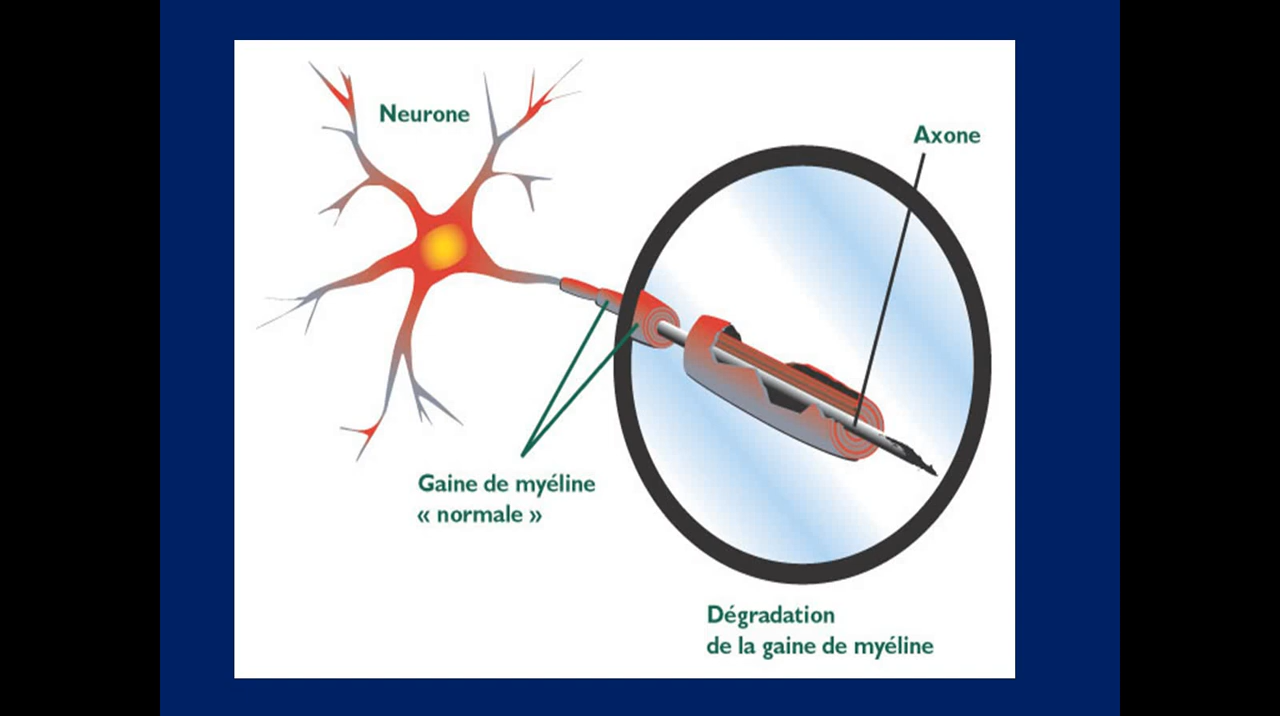 Neurone
Axone
Gaine de myéline
« normale »
Dégradation
de la gaine de myéline